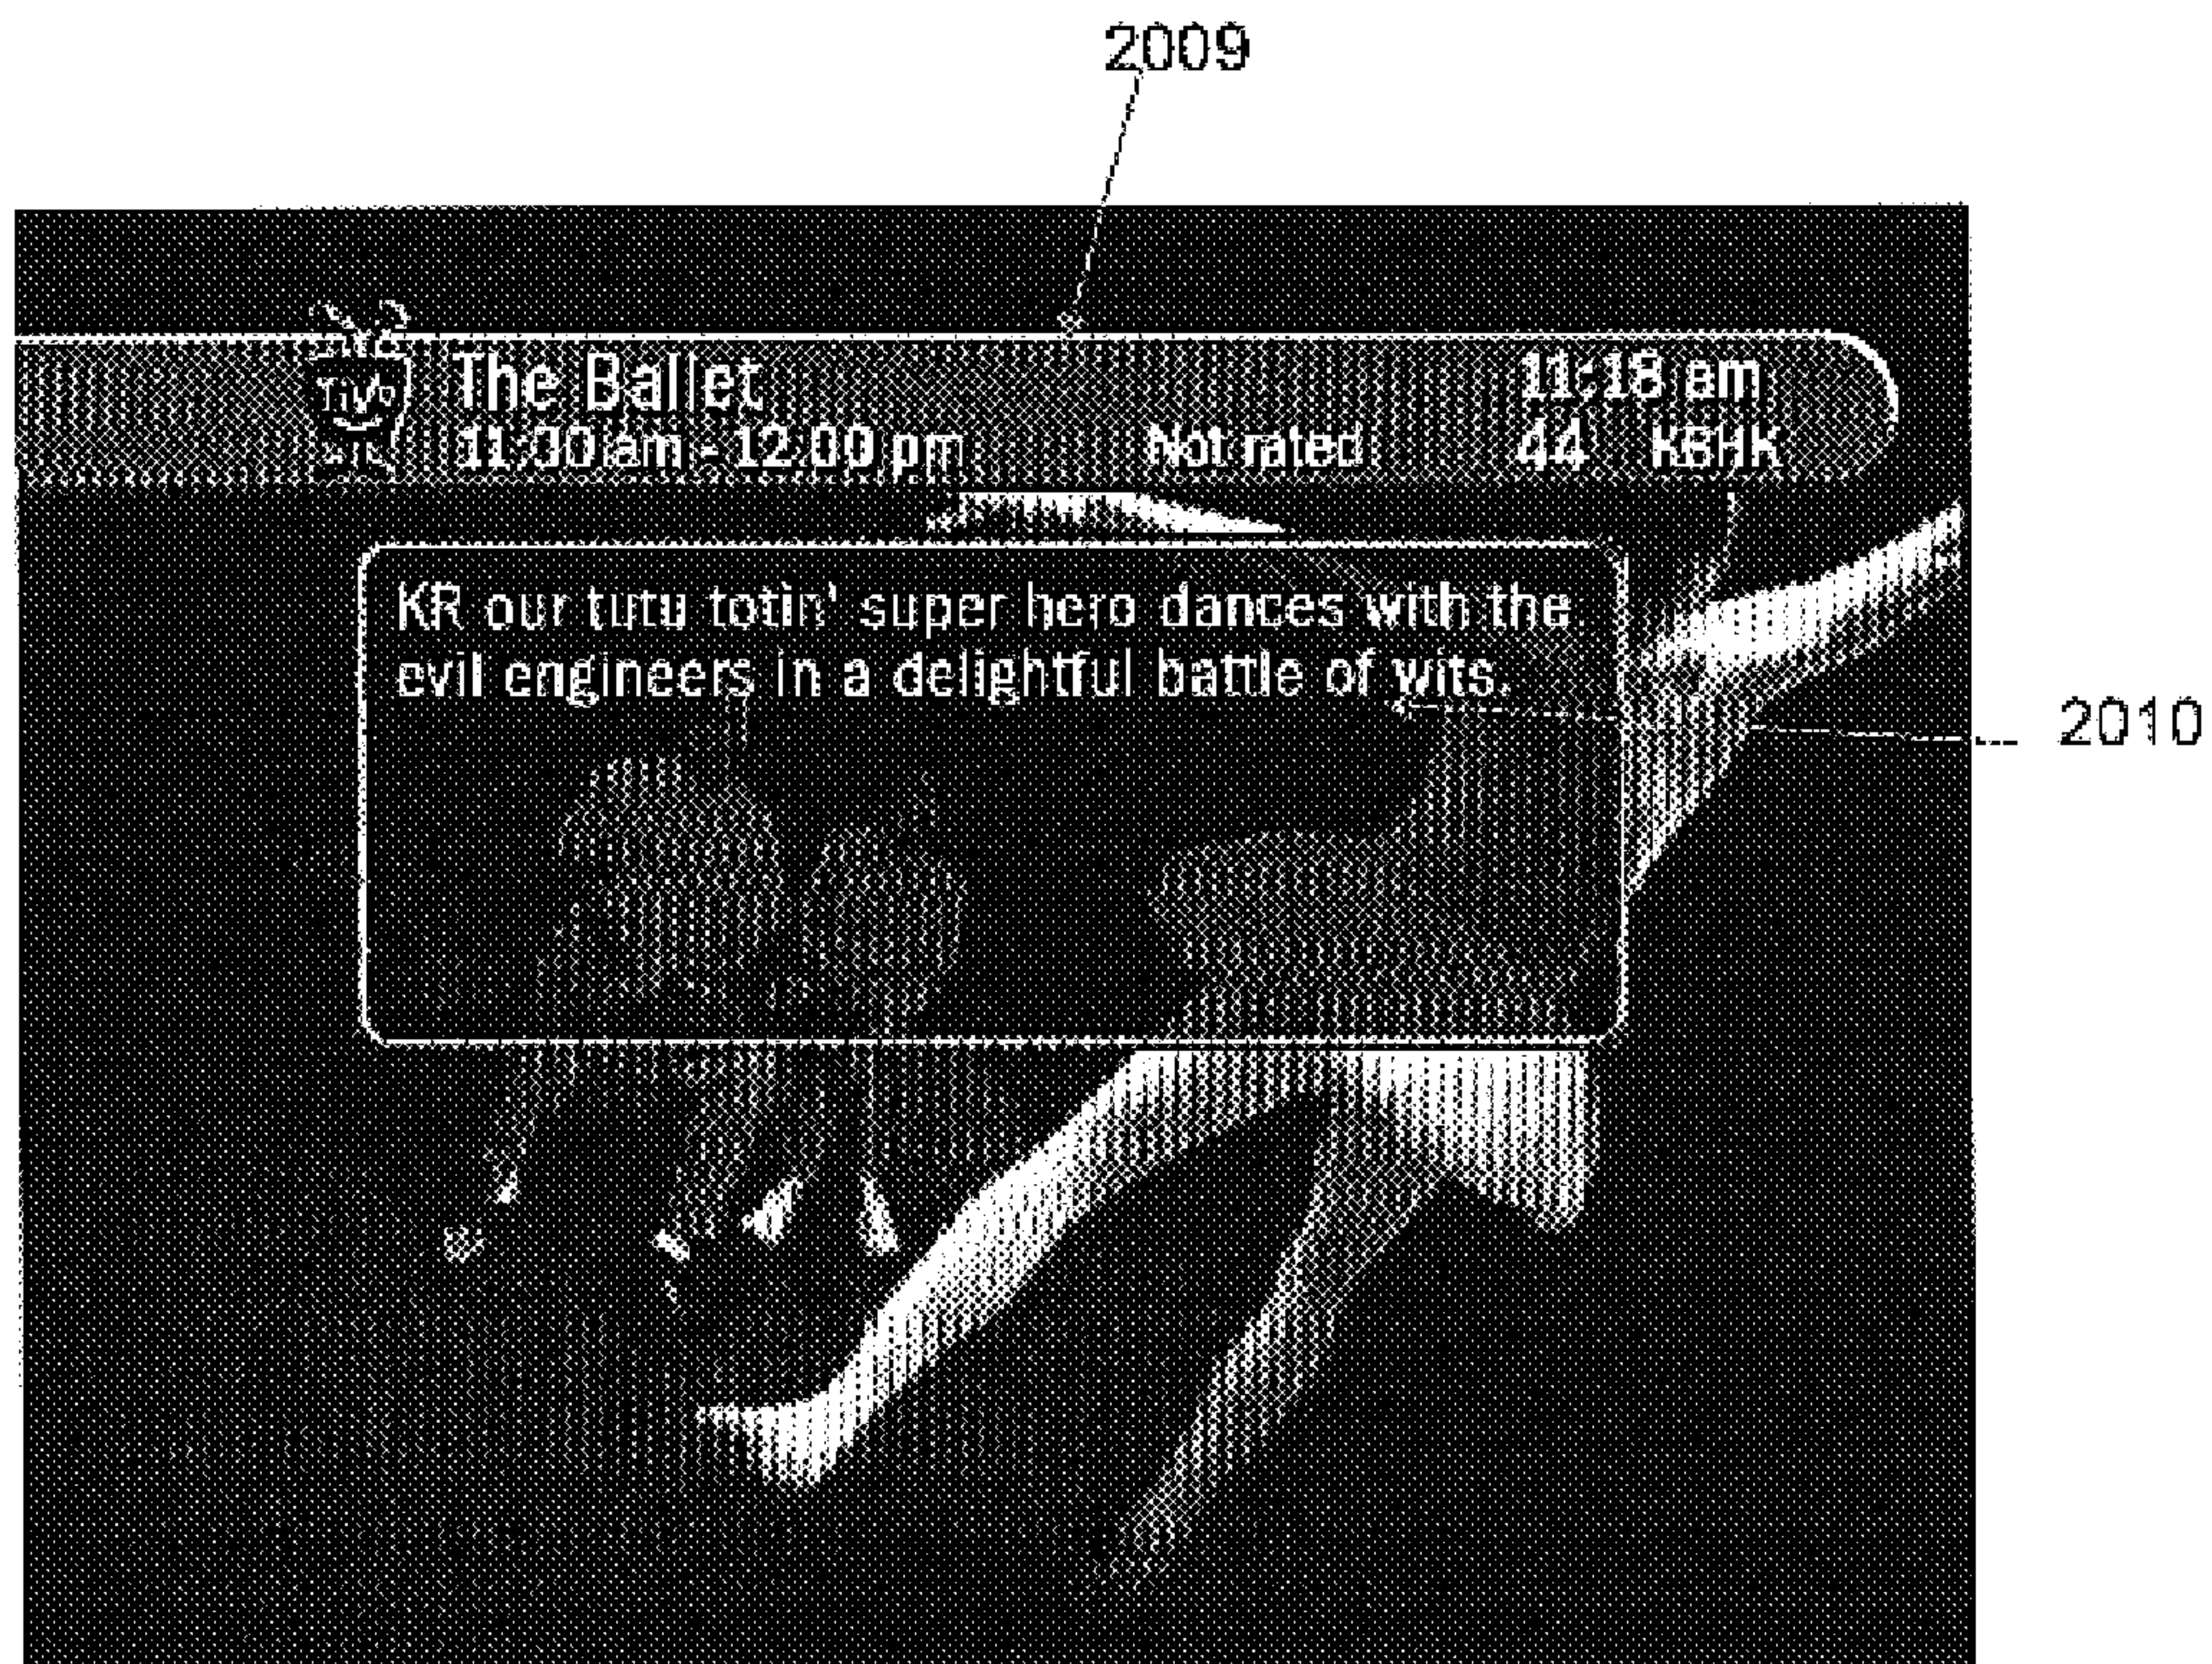 2009
TiVo
The Ballet
11:18 am
11:00 am - 12:00 pm
Not rated
44
KR our tutu totin' super hero dances with the
evil engineers in a delightful battle of wits.
2010